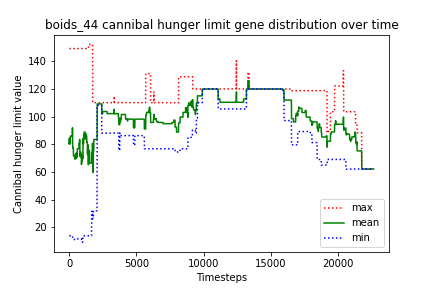 boids_44 cannibal hunger limit gene distribution over time
Cannibal hunger limit value
140
120
100
80
60
40
20
0
5000
10000
15000
20000
Timesteps
max
mean
min